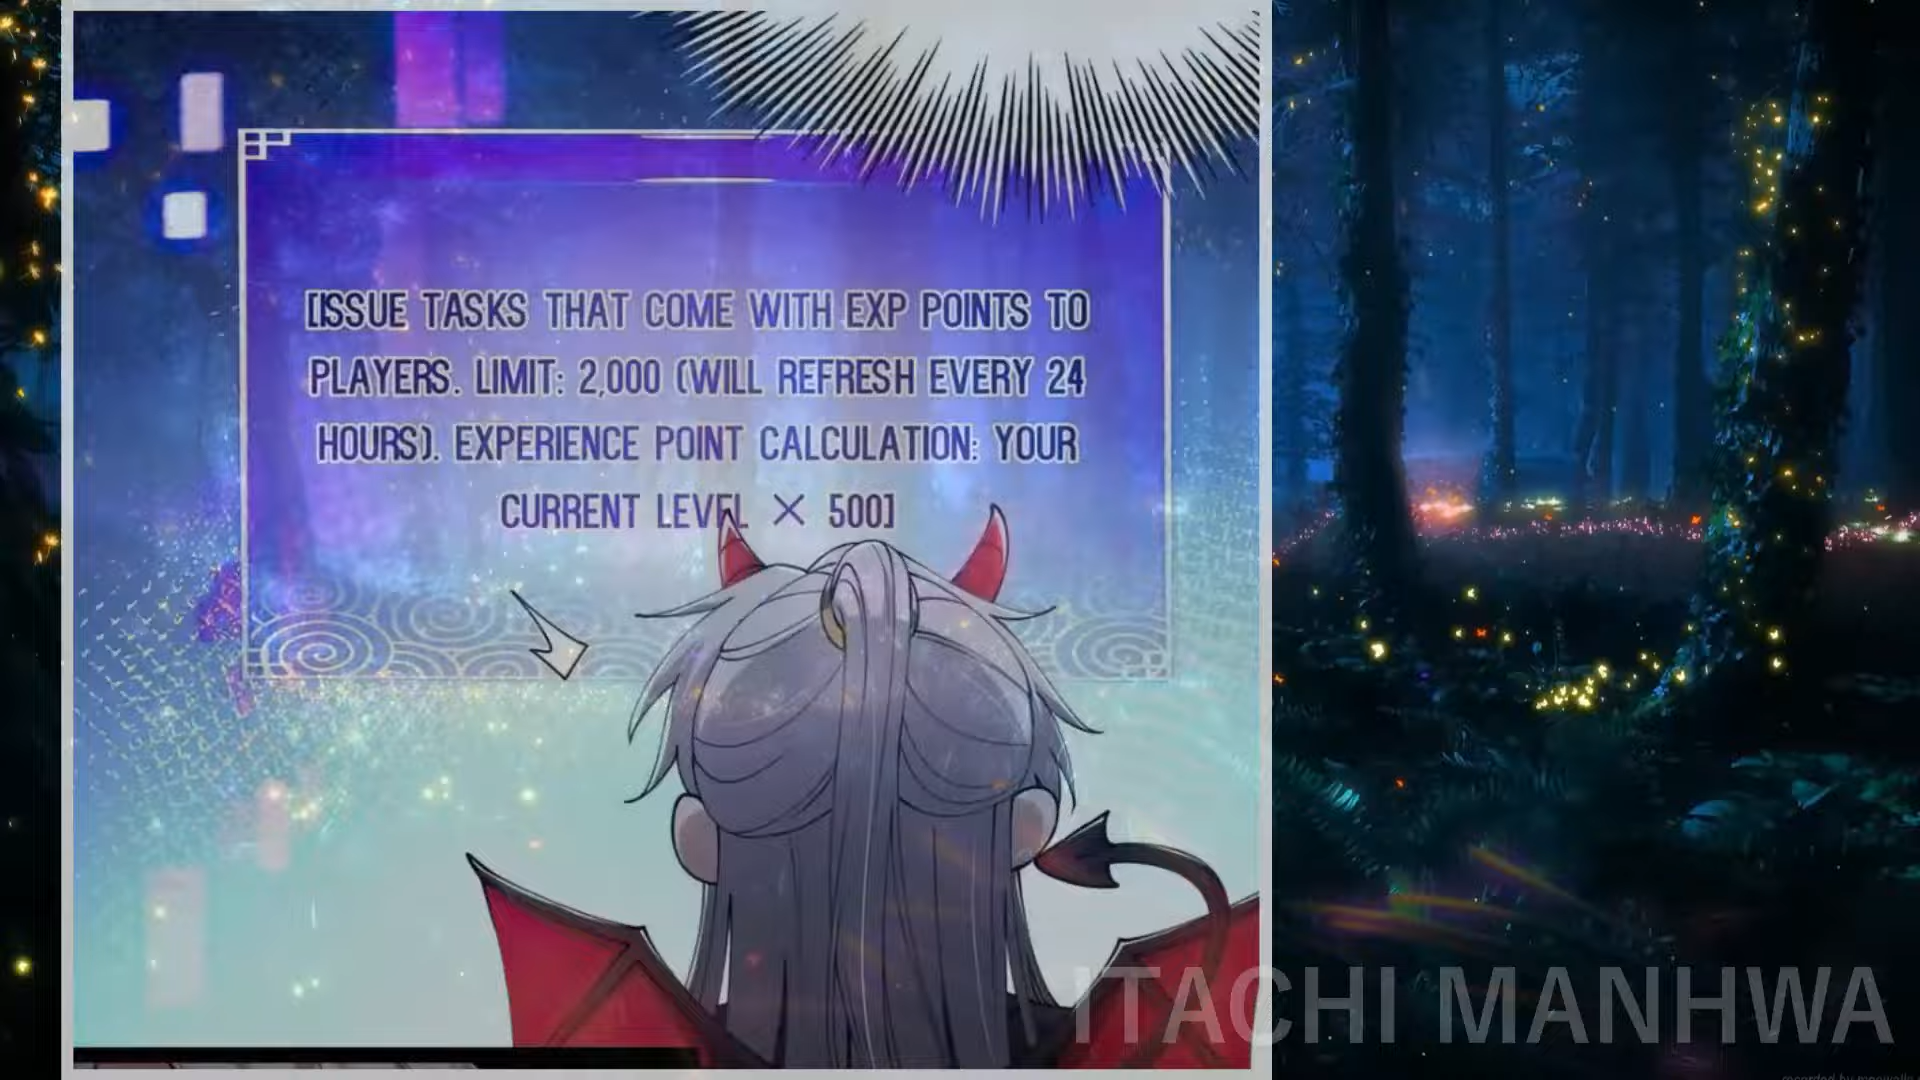 [ISSUE TASKS THAT COME WITH EXP POINTS TO
PLAYERS. LIMIT: 2,000 (WILL REFRESH EVERY 24
HOURS). EXPERIENCE POINT CALCULATION: YOUR
CURRENT LEVEL × 500]
ITACHI MANHWA